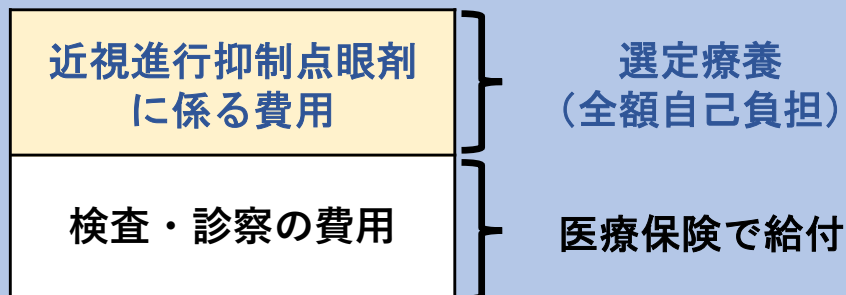 近視進行抑制点眼剤
に係る費用
選定療養
（全額自己負担）
検査・診察の費用
医療保険で給付